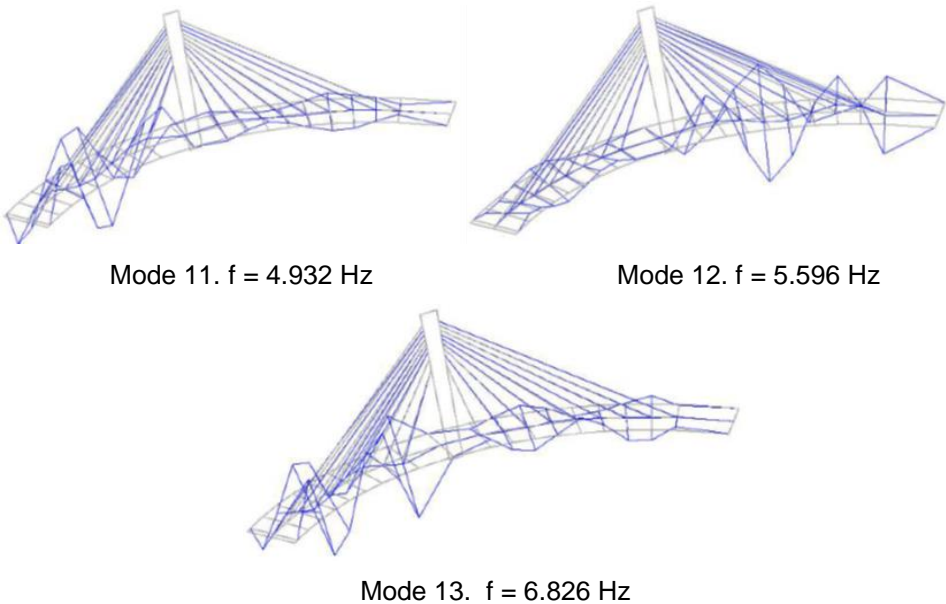 Mode 11. f = 4.932 Hz
Mode 12. f = 5.596 Hz
Mode 13.  f = 6.826 Hz